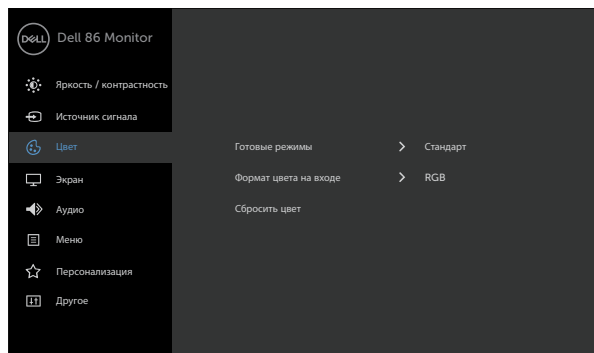 DELL Dell 86 Monitor
Яркость / контрастность
Источник сигнала
Цвет Готовые режимы Стандарт
Экран Формат цвета на входе RGB
Аудио Сбросить цвет
Меню
Персонализация
Другое